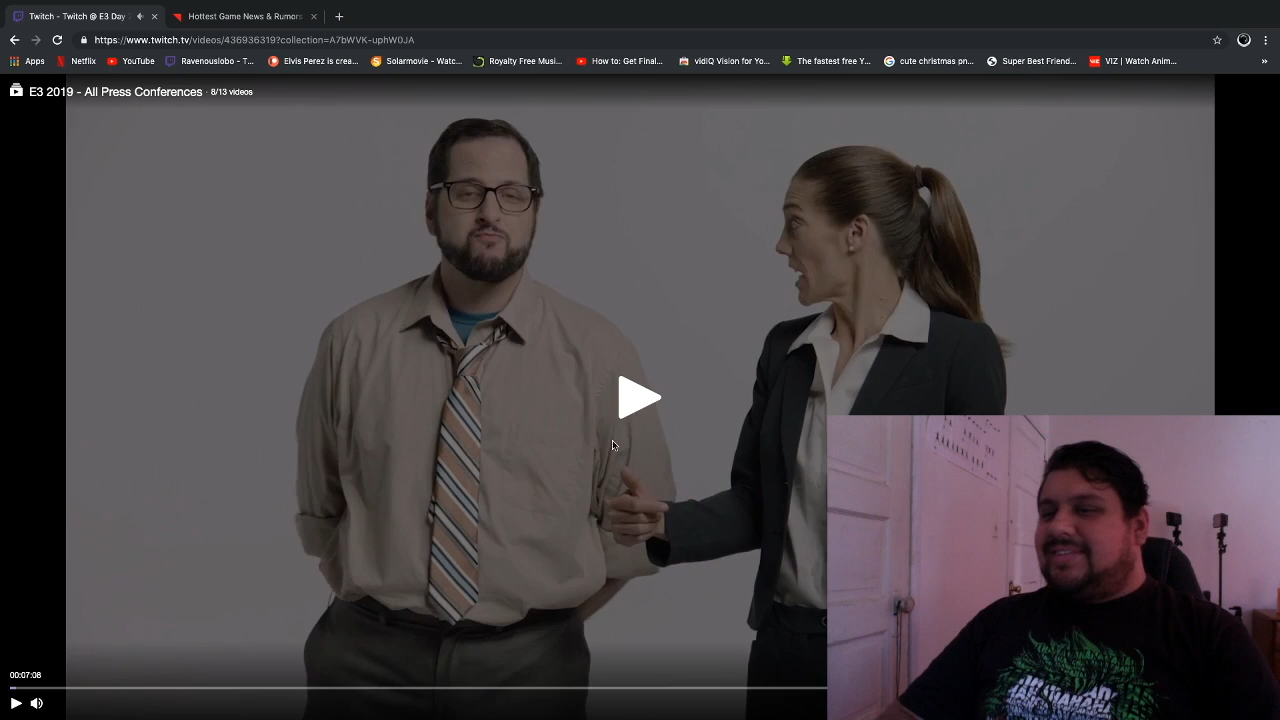 Twitch - Twitch @ E3 Day
Hottest Game News & Rumors
https://www.twitch.tv/videos/436936319?collection=A7bWVK-uphW0JA
Apps
Netflix
YouTube
Ravenouslobo - T...
Elvis Perez is crea...
Solarmovie - Watc...
Royalty Free Musi...
How to: Get Final...
vidIQ Vision for Yo...
The fastest free Y...
cute christmas pn...
Super Best Friend...
VIZ | Watch Anim...
E3 2019 - All Press Conferences · 8/13 videos
00:07:08